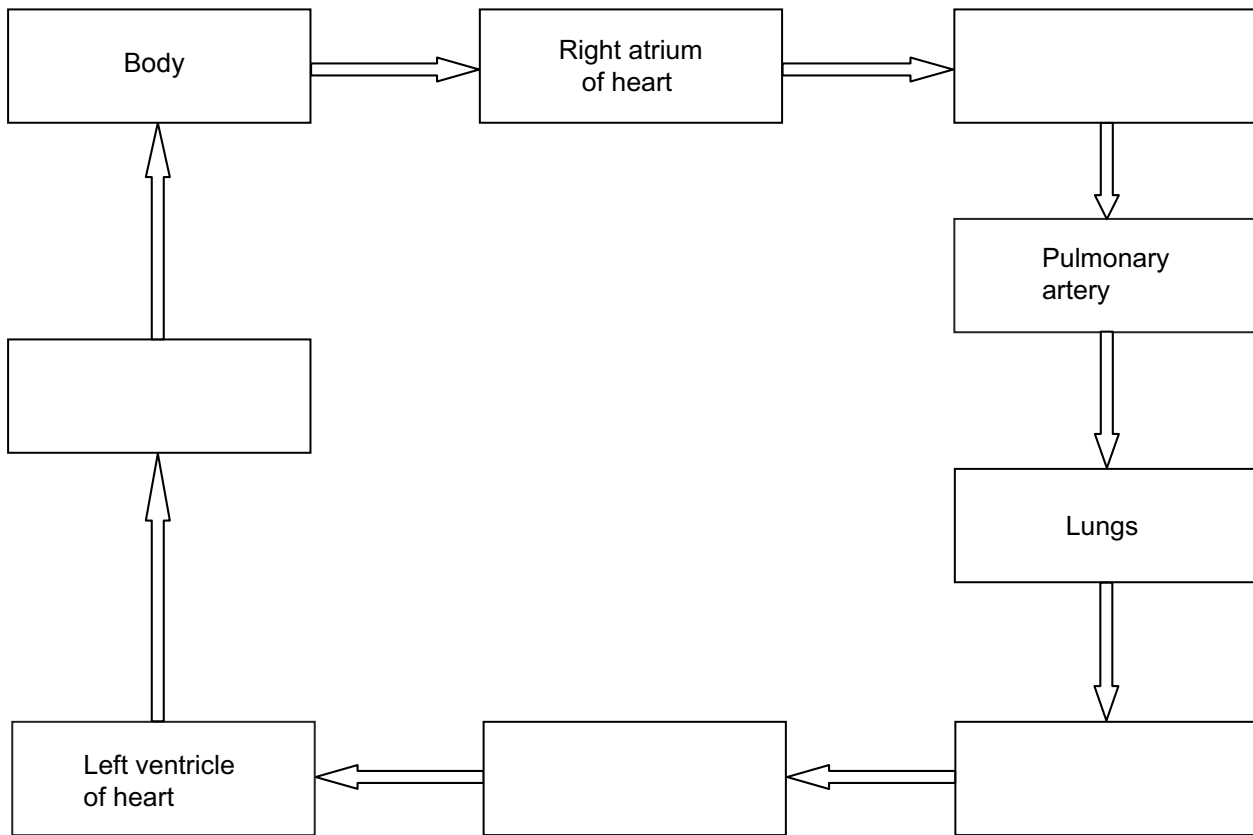 Body
Right atrium
of heart
Pulmonary
artery
Lungs
Left ventricle
of heart